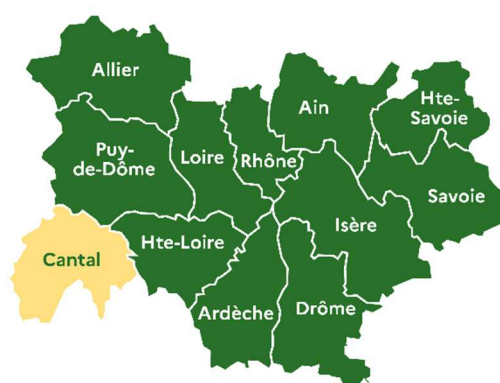 Allier
Ain
Hte-
Savoie
Puy-
de-Dôme
Loire
Rhône
Savoie
Isère
Hte-Loire
Cantal
Ardèche
Drôme